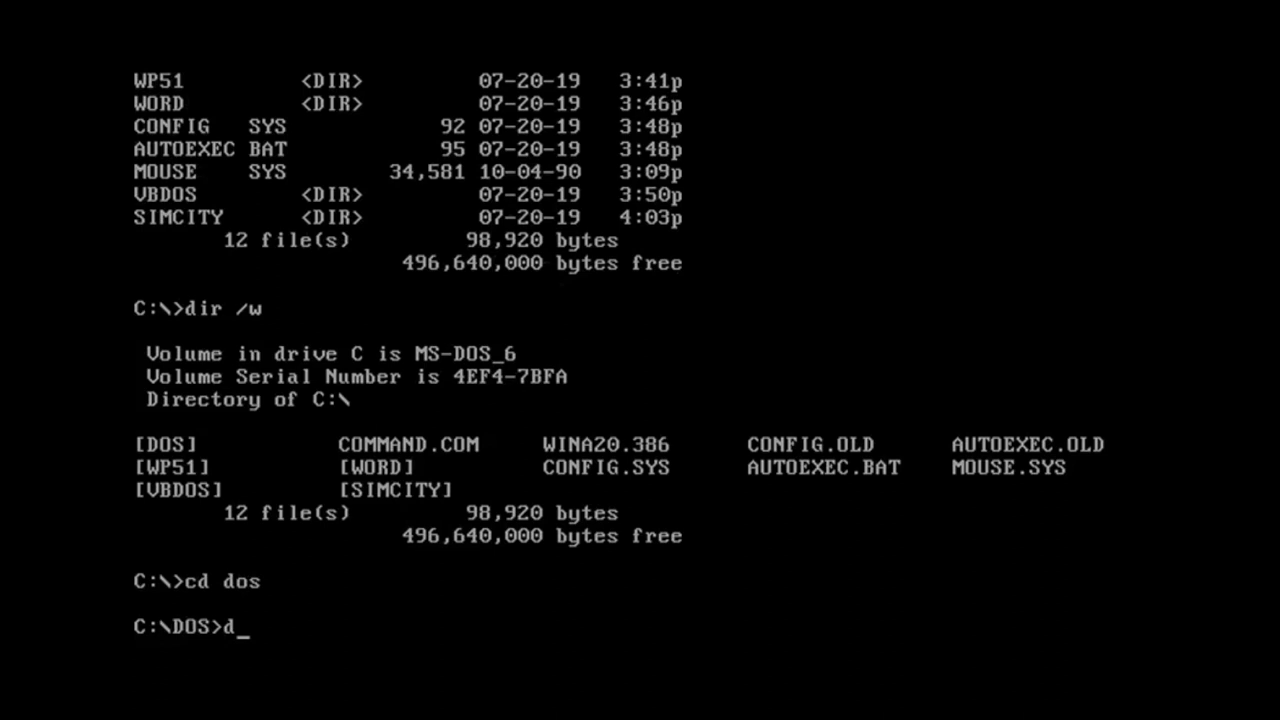 WP51 <DIR> 07-20-19 3:41p
WORD <DIR> 07-20-19 3:46p
CONFIG SYS 92 07-20-19 3:48p
AUTOEXEC BAT 95 07-20-19 3:48p
MOUSE SYS 34,581 10-04-90 3:09p
VBDOS <DIR> 07-20-19 3:50p
SIMCITY <DIR> 07-20-19 4:03p
12 file(s) 98,920 bytes
496,640,000 bytes free
C:\>dir /w
Volume in drive C is MS-DOS_6
Volume Serial Number is 4EF4-7BFA
Directory of C:\
[DOS] COMMAND.COM WINA20.386 CONFIG.OLD AUTOEXEC.OLD
[WP51] [WORD] CONFIG.SYS AUTOEXEC.BAT MOUSE.SYS
[VBDOS] [SIMCITY]
12 file(s) 98,920 bytes
496,640,000 bytes free
C:\>cd dos
C:\DOS>d_